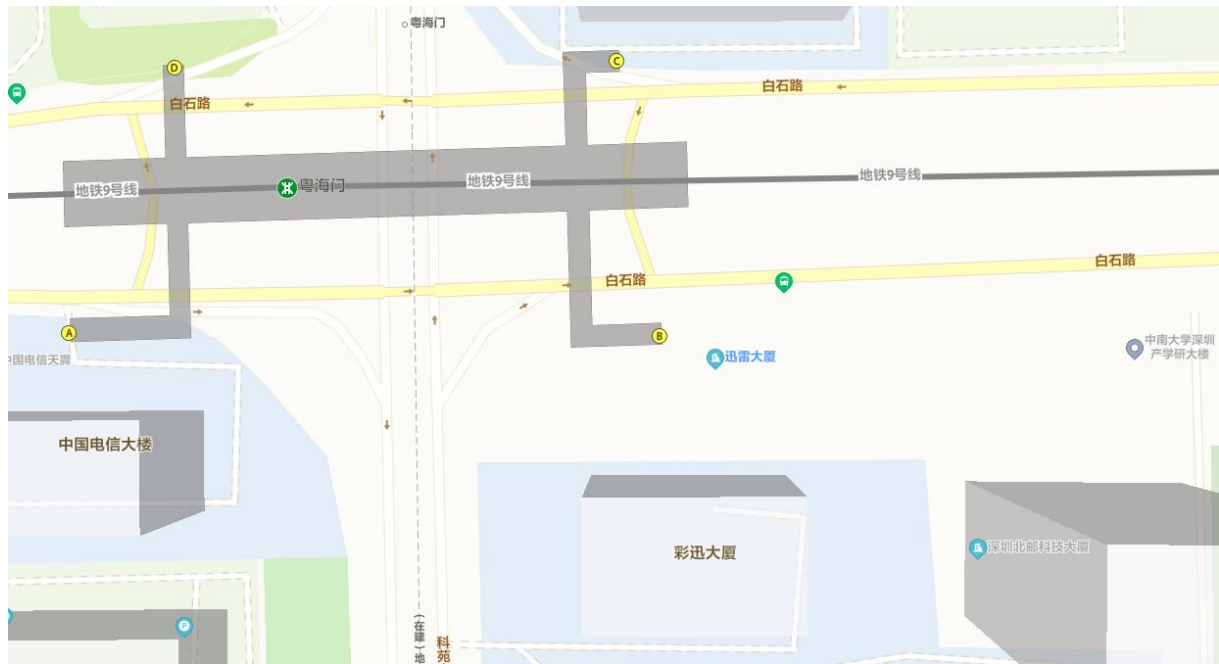 粤海门
D
C
白石路
白石路
地铁9号线
粤海门
地铁9号线
地铁9号线
白石路
白石路
A
B
中国电信天翼
迅雷大厦
中南大学深圳
产学研大楼
中国电信大楼
彩迅大厦
深圳北邮科技大厦
P
(在建)地
科苑